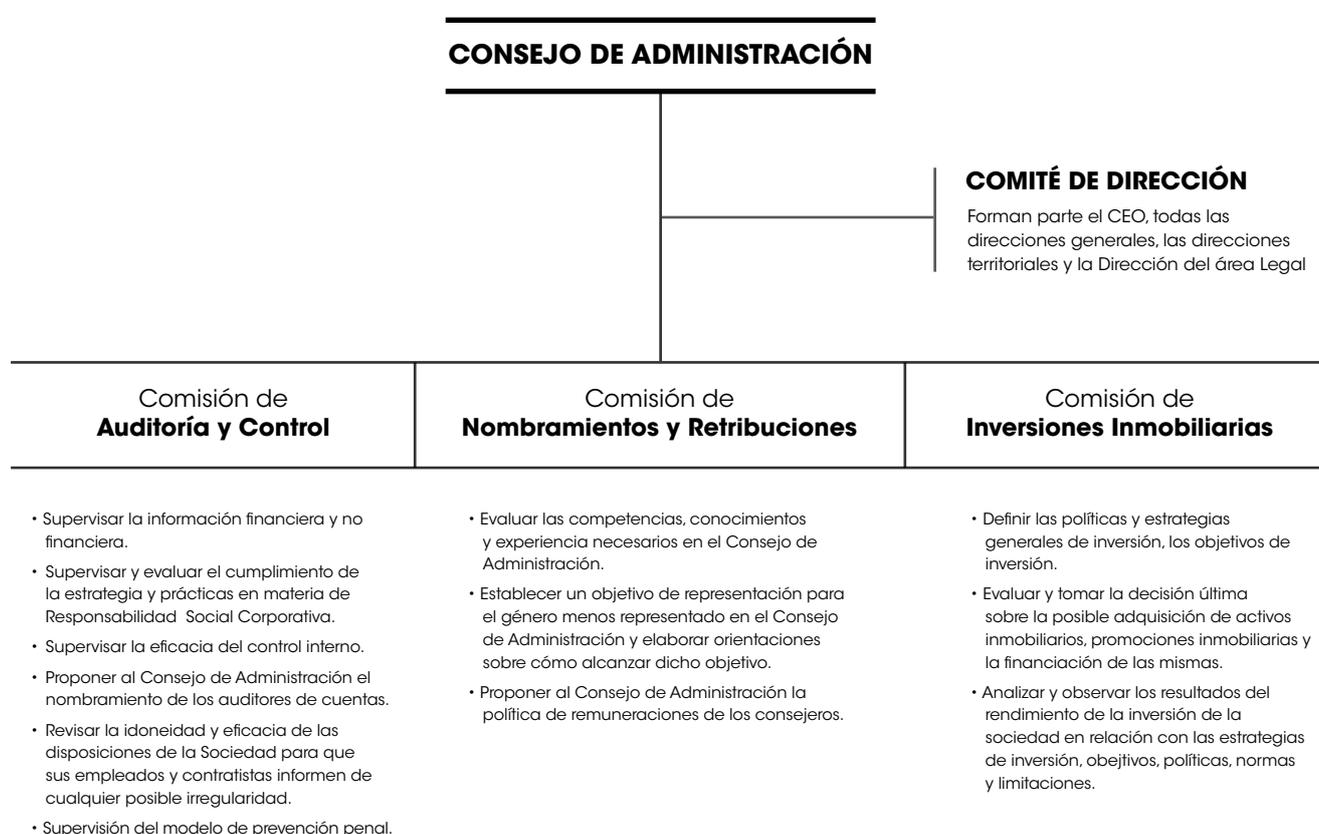 CONSEJO DE ADMINISTRACIÓN
COMITÉ DE DIRECCIÓN
Forman parte el CEO, todas las
direcciones generales, las direcciones
territoriales y la Dirección del área Legal
Comisión de
Auditoría y Control
Comisión de
Nombramientos y Retribuciones
Comisión de
Inversiones Inmobiliarias
• Supervisar la información financiera y no
financiera.
• Supervisar y evaluar el cumplimiento de
la estrategia y prácticas en materia de
Responsabilidad Social Corporativa.
• Supervisar la eficacia del control interno.
• Proponer al Consejo de Administración el
nombramiento de los auditores de cuentas.
• Revisar la idoneidad y eficacia de las
disposiciones de la Sociedad para que
sus empleados y contratistas informen de
cualquier posible irregularidad.
• Supervisión del modelo de prevención penal.
• Evaluar las competencias, conocimientos
y experiencia necesarios en el Consejo de
Administración.
• Establecer un objetivo de representación para
el género menos representado en el Consejo
de Administración y elaborar orientaciones
sobre cómo alcanzar dicho objetivo.
• Proponer al Consejo de Administración la
política de remuneraciones de los consejeros.
• Definir las políticas y estrategias
generales de inversión, los objetivos de
inversión.
• Evaluar y tomar la decisión última
sobre la posible adquisición de activos
inmobiliarios, promociones inmobiliarias y
la financiación de las mismas.
• Analizar y observar los resultados del
rendimiento de la inversión de la
sociedad en relación con las estrategias
de inversión, obejtivos, políticas, normas
y limitaciones.